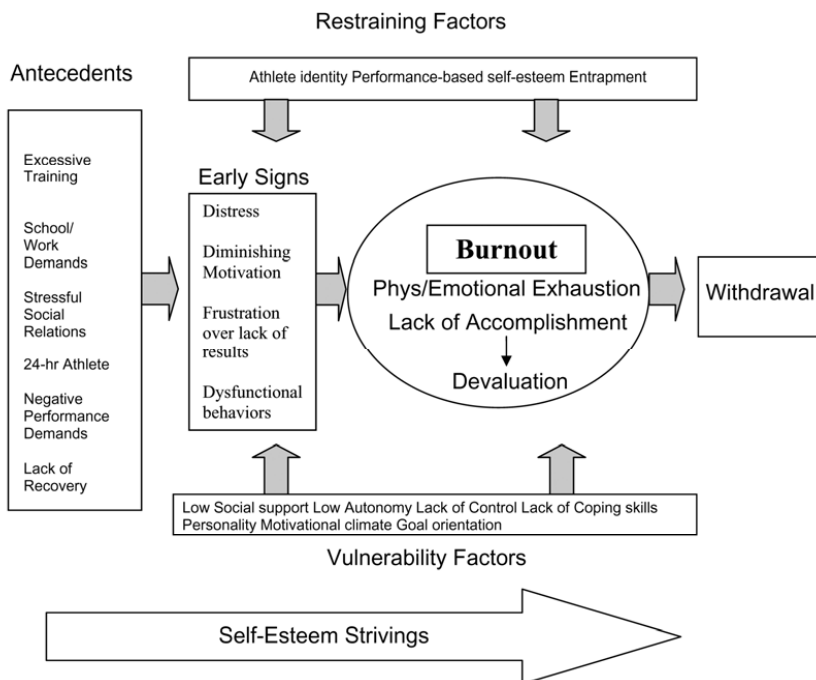 Restraining Factors
Athlete identity Performance-based self-esteem Entrapment
Antecedents
Excessive
Training
School/
Work
Demands
Stressful
Social
Relations
24-hr Athlete
Negative
Performance
Demands
Lack of
Recovery
Early Signs
Distress
Diminishing
Motivation
Frustration
over lack of
results
Dysfunctional
behaviors
Burnout
Phys/Emotional Exhaustion
Lack of Accomplishment
Devaluation
Withdrawal
Low Social support Low Autonomy Lack of Control Lack of Coping skills
Personality Motivational climate Goal orientation
Vulnerability Factors
Self-Esteem Strivings